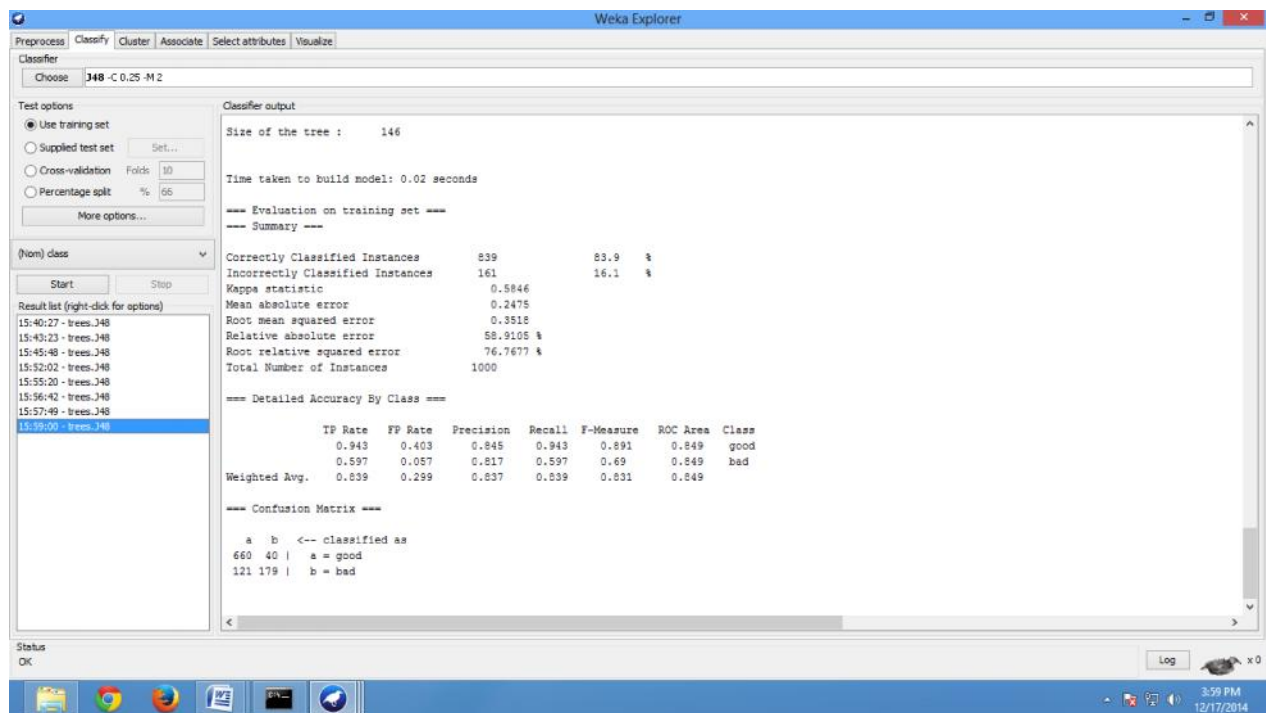 Weka Explorer
Preprocess Classify Cluster Associate Select attributes Visualize
Classifier
Choose J48 -C 0.25 -M 2
Test options
Use training set
Supplied test set Set...
Cross-validation Folds 10
Percentage split % 66
More options...
(Nom) class
Start Stop
Result list (right-click for options)
15:40:27 - trees.J48
15:43:23 - trees.J48
15:45:48 - trees.J48
15:52:02 - trees.J48
15:55:20 - trees.J48
15:56:42 - trees.J48
15:57:49 - trees.J48
15:59:00 - trees.J48
Classifier output
Size of the tree : 146
Time taken to build model: 0.02 seconds
=== Evaluation on training set ===
=== Summary ===
Correctly Classified Instances 839 83.9 %
Incorrectly Classified Instances 161 16.1 %
Kappa statistic 0.5846
Mean absolute error 0.2475
Root mean squared error 0.3518
Relative absolute error 58.9105 %
Root relative squared error 76.7677 %
Total Number of Instances 1000
=== Detailed Accuracy By Class ===
TP Rate FP Rate Precision Recall F-Measure ROC Area Class
0.943 0.403 0.845 0.943 0.891 0.849 good
0.597 0.057 0.817 0.597 0.69 0.849 bad
Weighted Avg. 0.839 0.299 0.837 0.839 0.831 0.849
=== Confusion Matrix ===
a b <-- classified as
660 40 | a = good
121 179 | b = bad
Status
OK
Log x 0
3:59 PM
12/17/2014